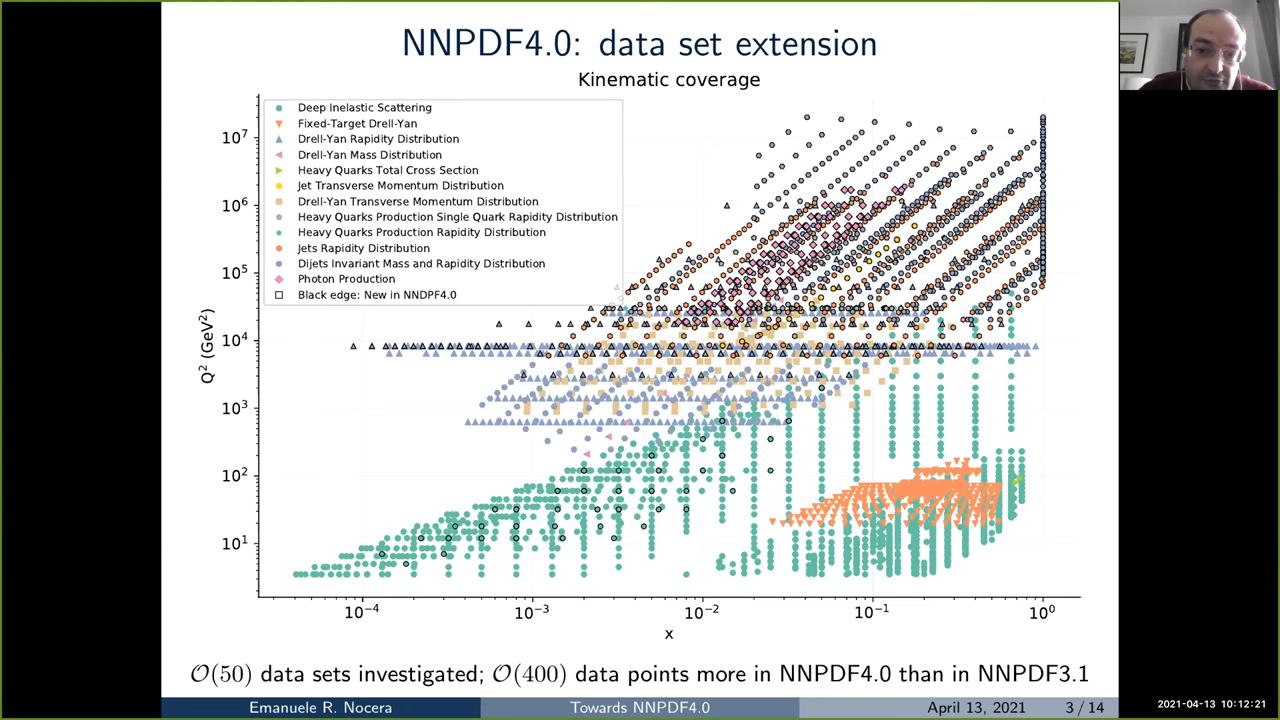 NNPDF4.0: data set extension
Kinematic coverage
Deep Inelastic Scattering
Fixed-Target Drell-Yan
Drell-Yan Rapidity Distribution
Drell-Yan Mass Distribution
Heavy Quarks Total Cross Section
Jet Transverse Momentum Distribution
Drell-Yan Transverse Momentum Distribution
Heavy Quarks Production Single Quark Rapidity Distribution
Heavy Quarks Production Rapidity Distribution
Jets Rapidity Distribution
Dijets Invariant Mass and Rapidity Distribution
Photon Production
Black edge: New in NNDPF4.0
Q² (GeV²)
10⁷
10⁶
10⁵
10⁴
10³
10²
10¹
10⁻⁴ 10⁻³ 10⁻² 10⁻¹ 10⁰
x
O(50) data sets investigated; O(400) data points more in NNPDF4.0 than in NNPDF3.1
Emanuele R. Nocera Towards NNPDF4.0 April 13, 2021 3 / 14
2021-04-13 10:12:21